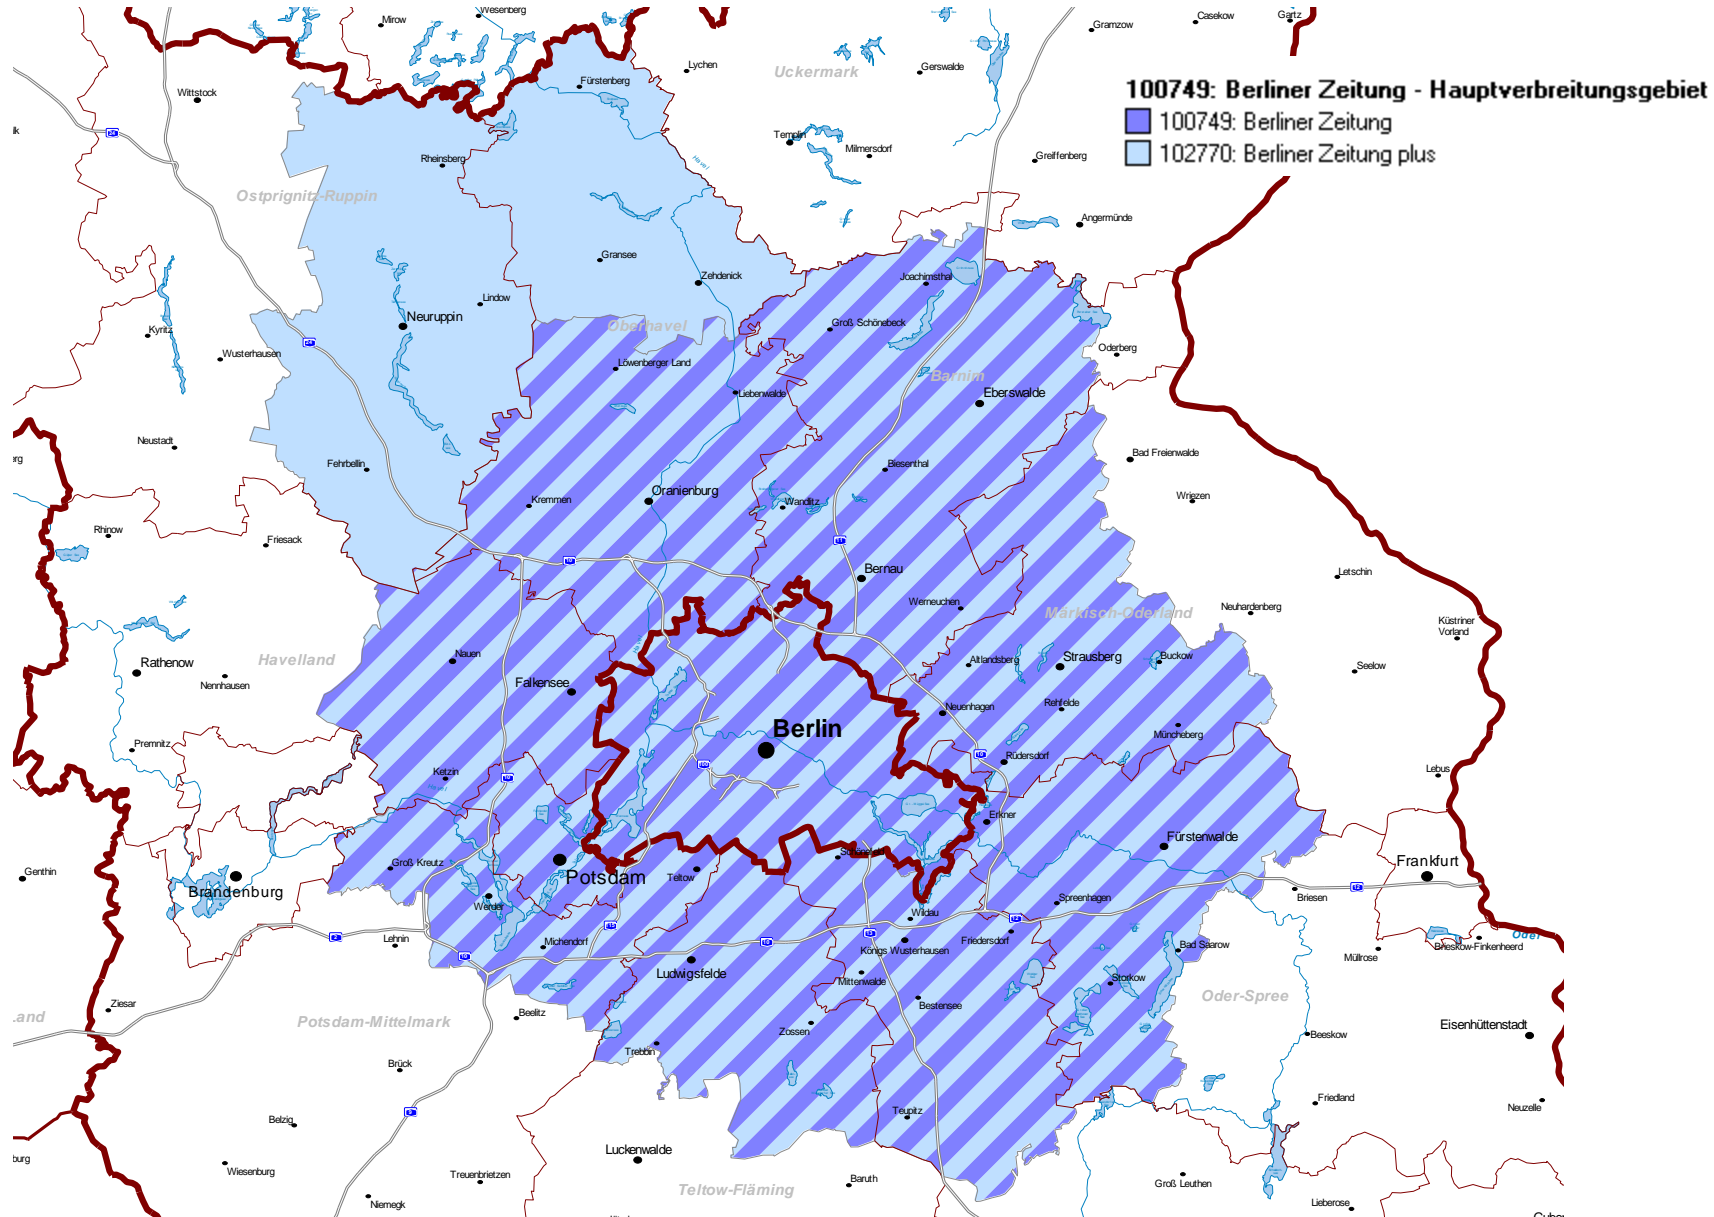 Mirow
Wesenberg
Gramzow
Casekow
Gartz
Lychen
Uckermark
Gerswalde
Fürstenberg
Wittstock
100749: Berliner Zeitung - Hauptverbreitungsgebiet
100749: Berliner Zeitung
102770: Berliner Zeitung plus
Templin
Milmersdorf
Greiffenberg
Rheinsberg
Havel
Ostprignitz-Ruppin
Angermünde
Gransee
Zehdenick
Joachimsthal
Lindow
Neuruppin
Oberhavel
Groß Schönebeck
Kyritz
Wusterhausen
Oderberg
Löwenberger Land
Barnim
Liebenwalde
Eberswalde
Neustadt
Fehrbellin
Biesenthal
Bad Freienwalde
Kremmen
Oranienburg
Wandlitz
Wriezen
Rhinow
Friesack
Bernau
Letschin
Werneuchen
Märkisch-Oderland
Neuhardenberg
Küstriner
Vorland
Havelland
Nauen
Altlandsberg
Strausberg
Buckow
Seelow
Rathenow
Nennhausen
Falkensee
Neuenhagen
Rehfelde
Berlin
Müncheberg
Premnitz
Ketzin
Rüdersdorf
Lebus
Havel
Erkner
Fürstenwalde
Groß Kreutz
Schönefeld
Frankfurt
Genthin
Brandenburg
Potsdam
Teltow
Werder
Wildau
Spreenhagen
Briesen
Lehnin
Michendorf
Königs Wusterhausen
Friedersdorf
Bad Saarow
Oder
Brieskow-Finkenheerd
Müllrose
Ludwigsfelde
Mittenwalde
Storkow
Ziesar
Bestensee
Oder-Spree
Potsdam-Mittelmark
Beelitz
Zossen
Beeskow
Eisenhüttenstadt
Trebbin
Brück
Belzig
Teupitz
Friedland
Neuzelle
Luckenwalde
Wiesenburg
Treuenbrietzen
Baruth
Teltow-Fläming
Groß Leuthen
Niemegk
Lieberose